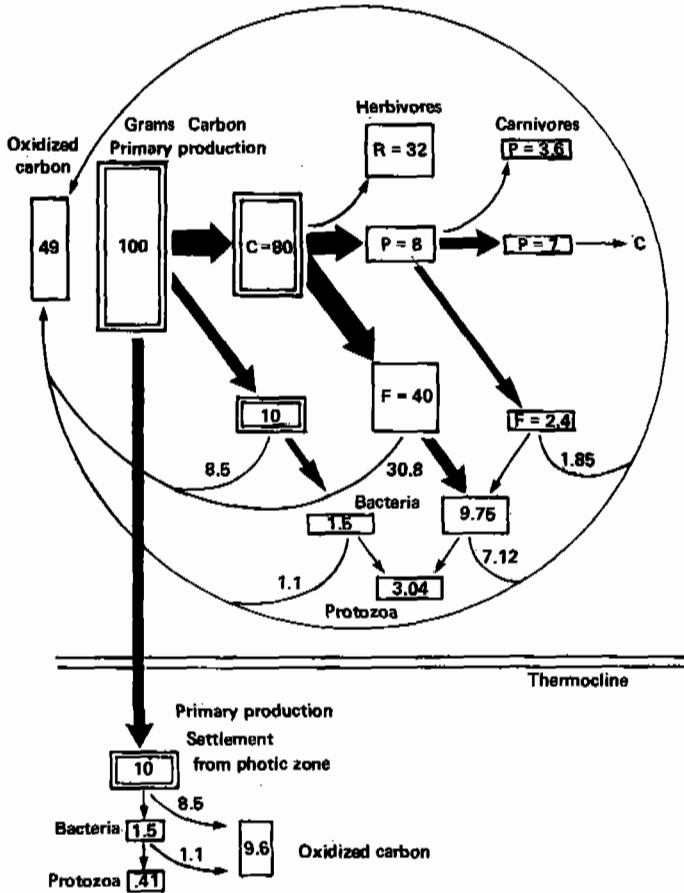 Herbivores
Grams Carbon
Carnivores
Oxidized
carbon
Primary production
R = 32
P = 3.6
49
100
C = 80
P = 8
P = 7
C
10
F = 40
F = 2.4
8.5
30.8
1.85
Bacteria
1.5
9.75
7.12
1.1
3.04
Protozoa
Thermocline
Primary production
Settlement
from photic zone
10
8.5
Bacteria
1.5
9.6
Oxidized carbon
1.1
Protozoa
.41